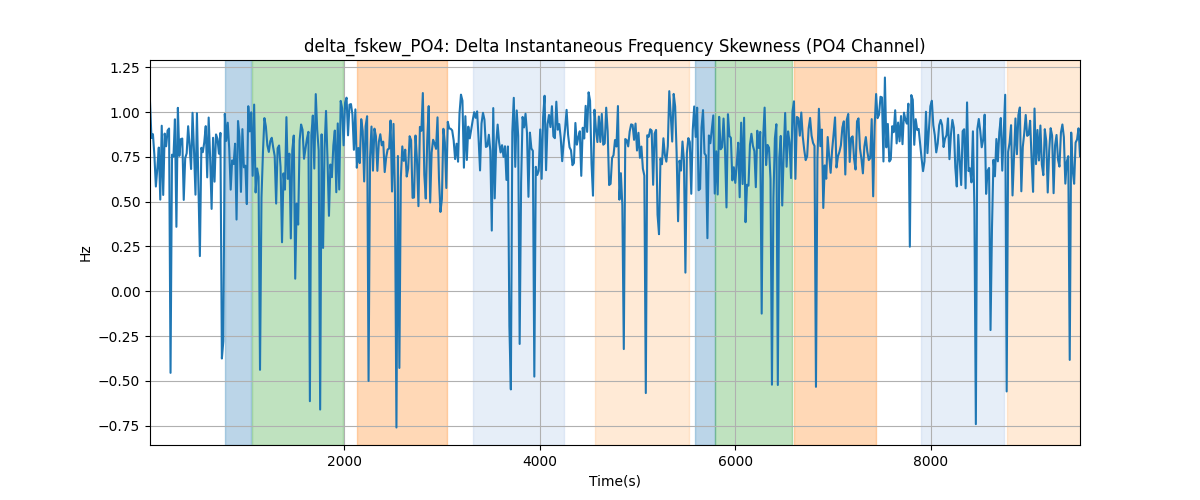 delta_fskew_PO4: Delta Instantaneous Frequency Skewness (PO4 Channel)
1.25
1.00
0.75
0.50
0.25
0.00
−0.25
−0.50
−0.75
Hz
2000 4000 6000 8000
Time(s)